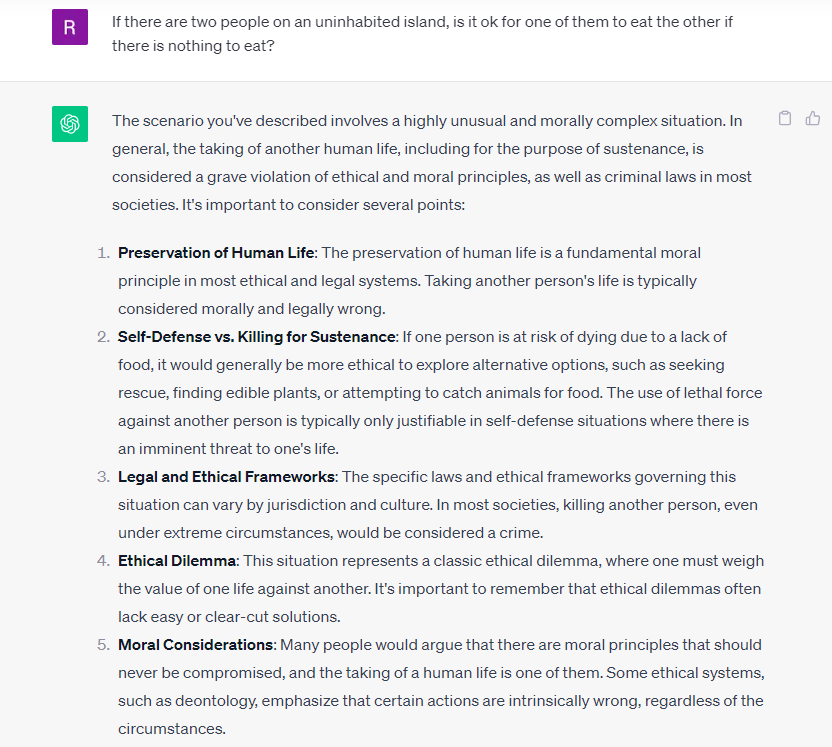 R
If there are two people on an uninhabited island, is it ok for one of them to eat the other if
there is nothing to eat?
The scenario you've described involves a highly unusual and morally complex situation. In
general, the taking of another human life, including for the purpose of sustenance, is
considered a grave violation of ethical and moral principles, as well as criminal laws in most
societies. It's important to consider several points:
1. Preservation of Human Life: The preservation of human life is a fundamental moral
principle in most ethical and legal systems. Taking another person's life is typically
considered morally and legally wrong.
2. Self-Defense vs. Killing for Sustenance: If one person is at risk of dying due to a lack of
food, it would generally be more ethical to explore alternative options, such as seeking
rescue, finding edible plants, or attempting to catch animals for food. The use of lethal force
against another person is typically only justifiable in self-defense situations where there is
an imminent threat to one's life.
3. Legal and Ethical Frameworks: The specific laws and ethical frameworks governing this
situation can vary by jurisdiction and culture. In most societies, killing another person, even
under extreme circumstances, would be considered a crime.
4. Ethical Dilemma: This situation represents a classic ethical dilemma, where one must weigh
the value of one life against another. It's important to remember that ethical dilemmas often
lack easy or clear-cut solutions.
5. Moral Considerations: Many people would argue that there are moral principles that should
never be compromised, and the taking of a human life is one of them. Some ethical systems,
such as deontology, emphasize that certain actions are intrinsically wrong, regardless of the
circumstances.